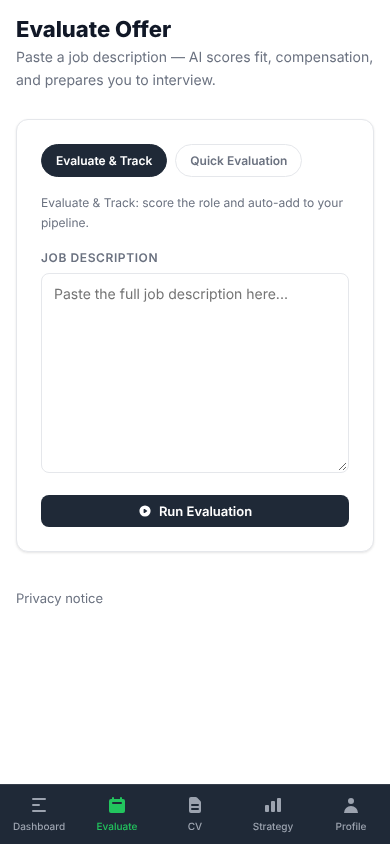 Evaluate Offer
Paste a job description — AI scores fit, compensation,
and prepares you to interview.
Evaluate & Track
Quick Evaluation
Evaluate & Track: score the role and auto-add to your
pipeline.
JOB DESCRIPTION
Paste the full job description here...
Run Evaluation
Privacy notice
Dashboard
Evaluate
CV
Strategy
Profile